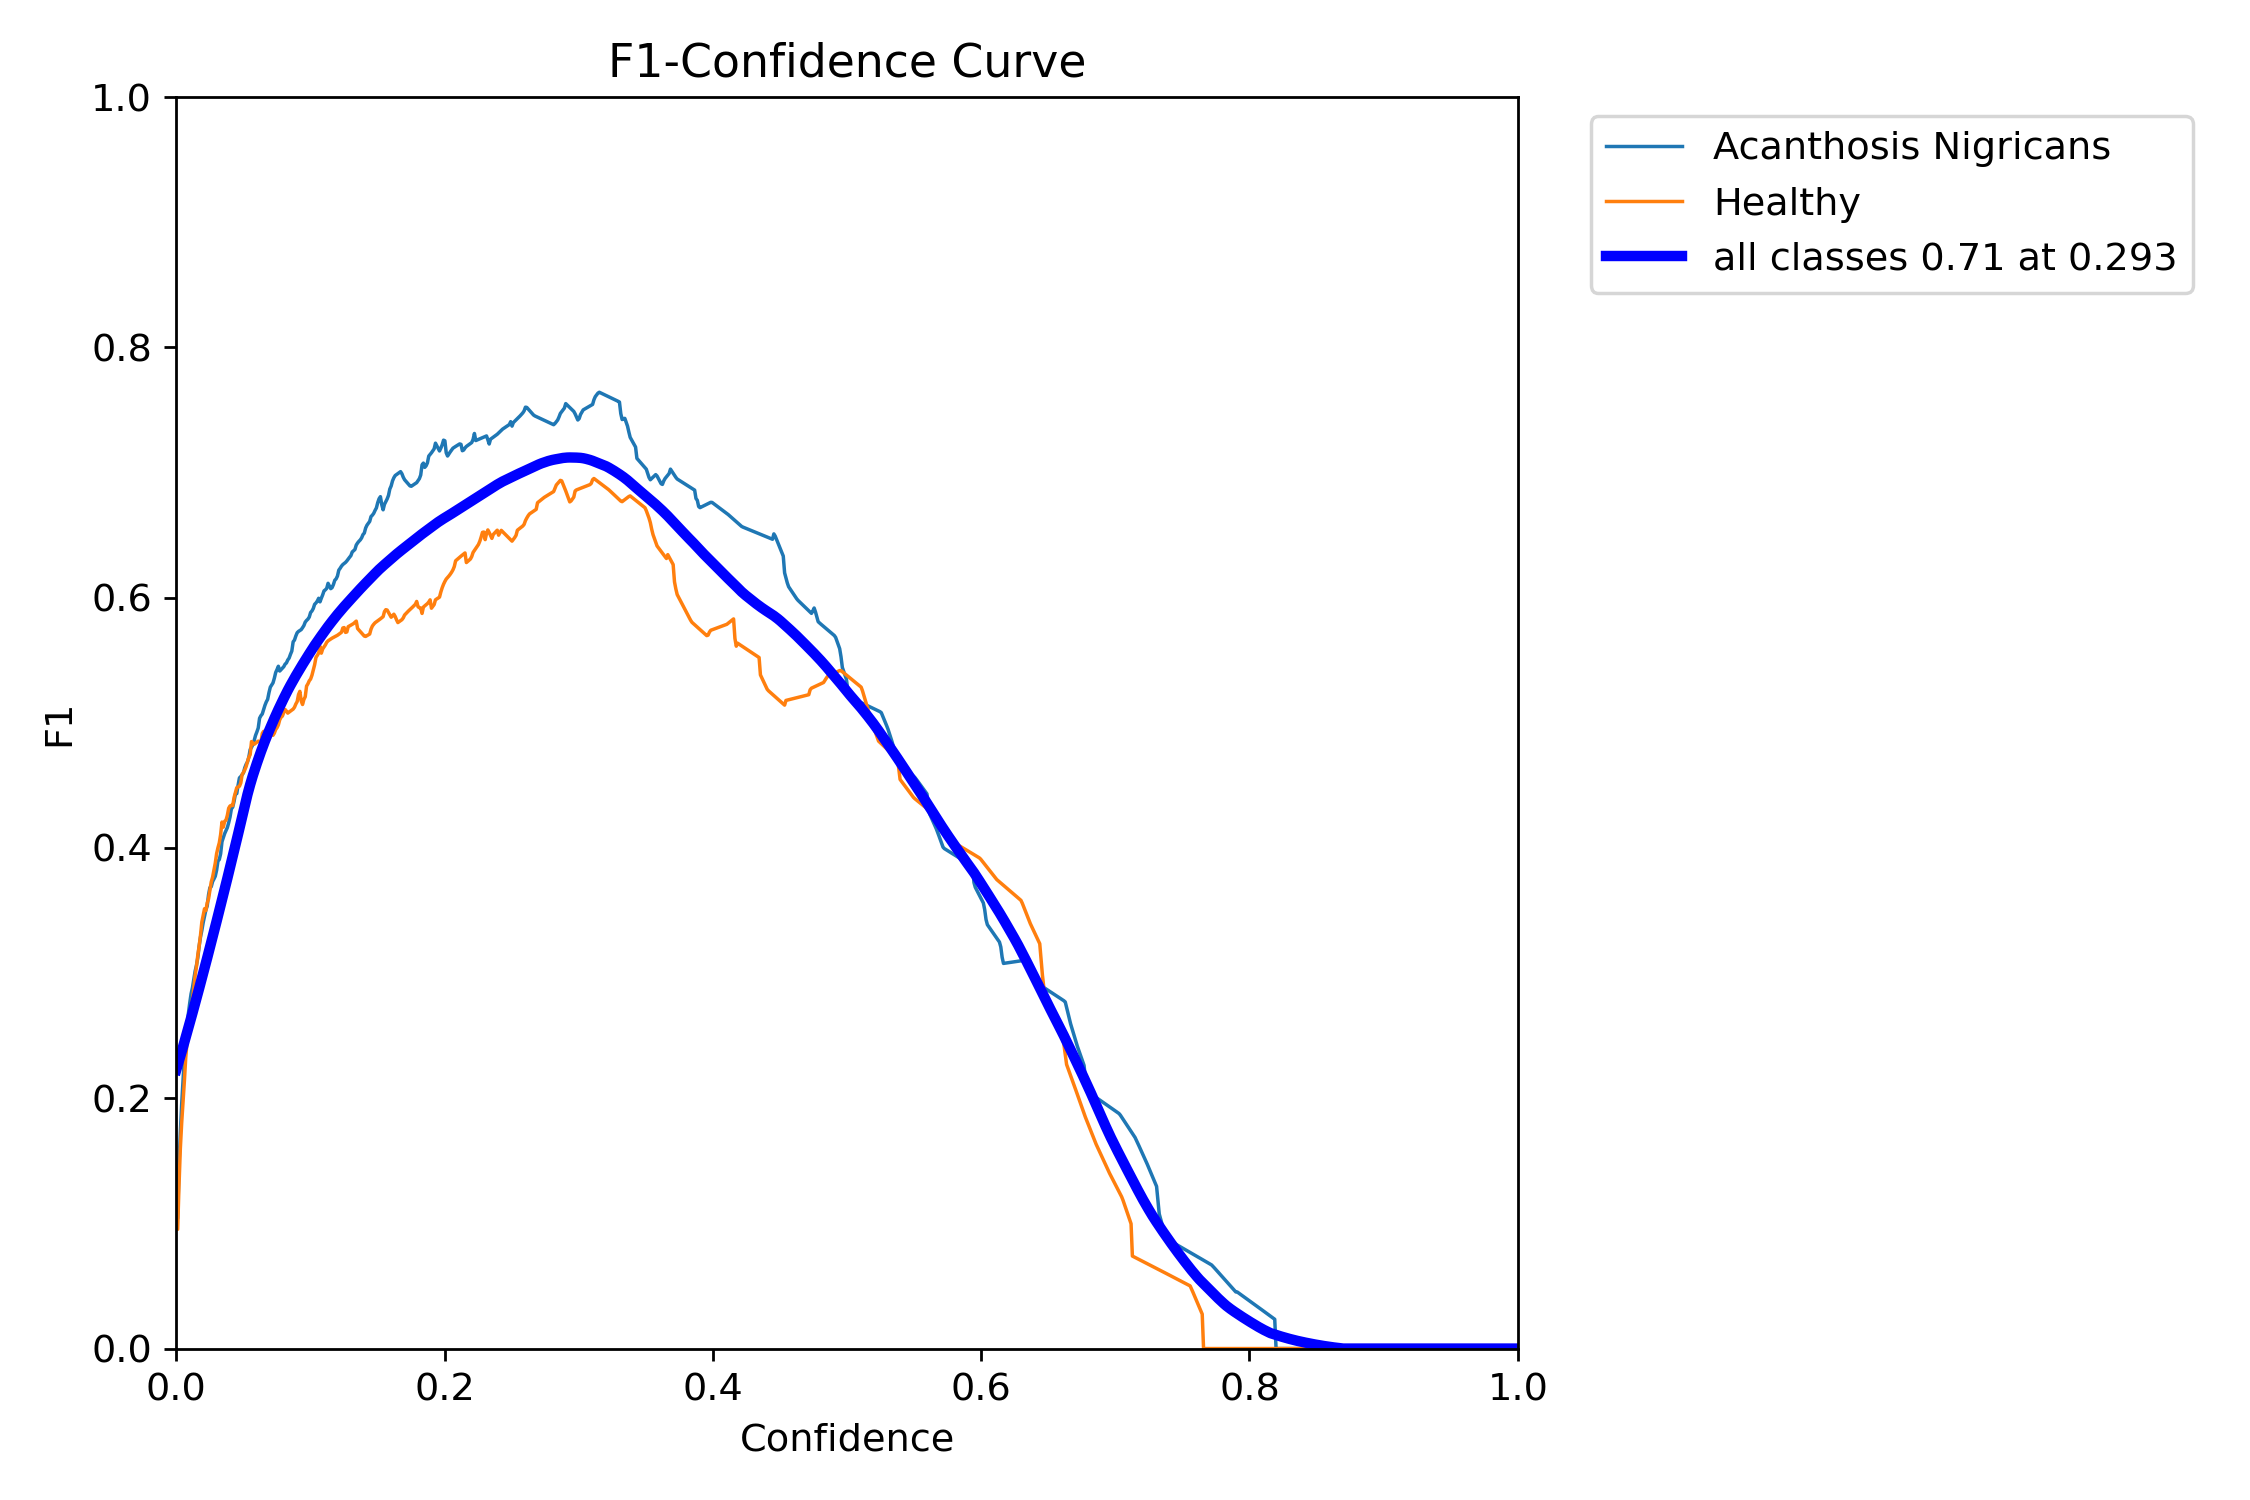 F1-Confidence Curve
1.0
0.8
0.6
0.4
0.2
0.0
F1
0.0 0.2 0.4 0.6 0.8 1.0
Confidence
Acanthosis Nigricans
Healthy
all classes 0.71 at 0.293